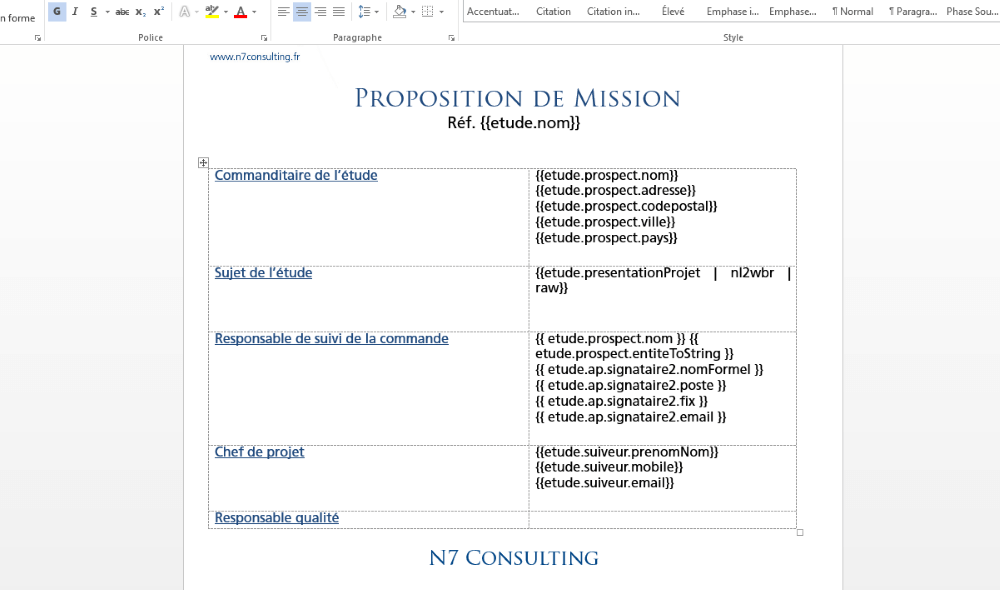 n forme
G I S abc x₂ x² A aby A
Accentuat... Citation Citation in... Élevé Emphase i... Emphase... ¶ Normal ¶ Paragra... Phase Sou...
Police Paragraphe Style
www.n7consulting.fr
Proposition de Mission
Réf. {{etude.nom}}
Commanditaire de l'étude
{{etude.prospect.nom}}
{{etude.prospect.adresse}}
{{etude.prospect.codepostal}}
{{etude.prospect.ville}}
{{etude.prospect.pays}}
Sujet de l'étude
{{etude.presentationProjet | nl2wbr |
raw}}
Responsable de suivi de la commande
{{ etude.prospect.nom }} {{
etude.prospect.entiteToString }}
{{ etude.ap.signataire2.nomFormel }}
{{ etude.ap.signataire2.poste }}
{{ etude.ap.signataire2.fix }}
{{ etude.ap.signataire2.email }}
Chef de projet
{{etude.suiveur.prenomNom}}
{{etude.suiveur.mobile}}
{{etude.suiveur.email}}
Responsable qualité
N7 Consulting